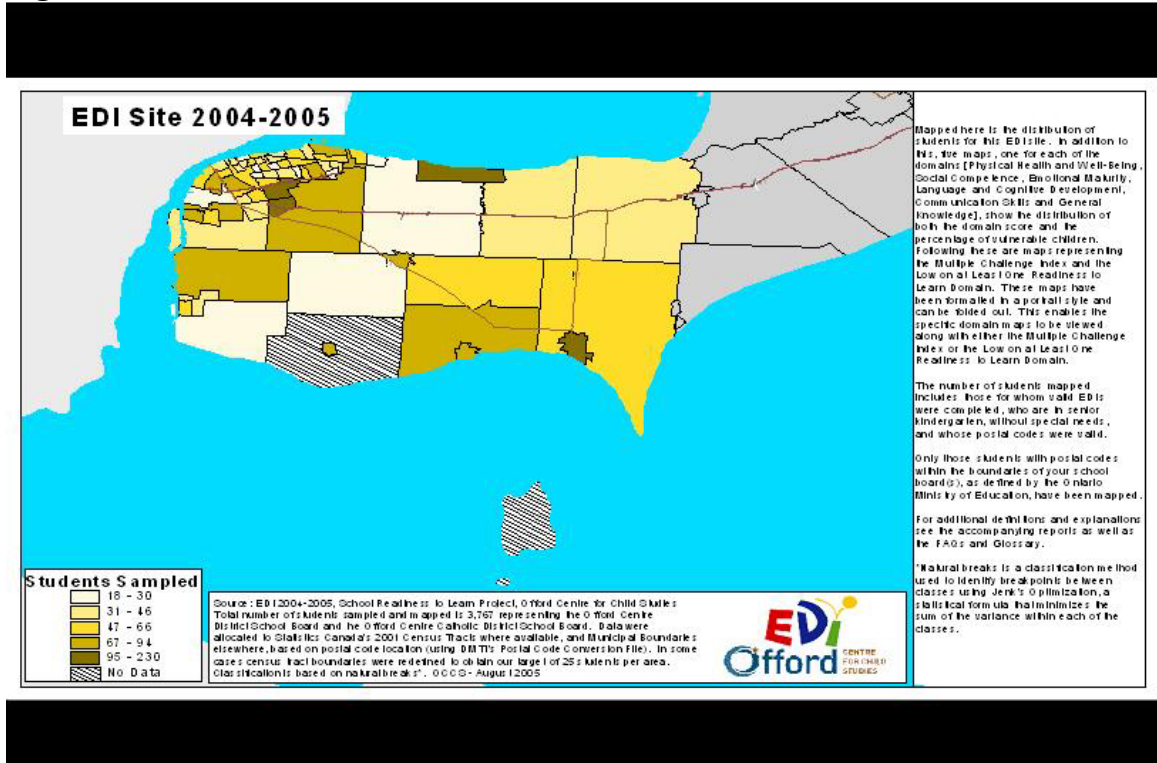 EDI Site 2004-2005
Mapped here is the distribution of
students for this EDI site. In addition to
this, five maps, one for each of the
domains [Physical Health and Well-Being,
Social Competence, Emotional Maturity,
Language and Cognitive Development,
Communication Skills and General
Knowledge], show the distribution of
both the domain score and the
percentage of vulnerable children.
Following these are maps representing
the Multiple Challenge Index and the
Low on at Least One Readiness to
Learn Domain. These maps have
been formatted in a portrait style and
can be folded out. This enables the
specific domain maps to be viewed
along with either the Multiple Challenge
Index or the Low on at Least One
Readiness to Learn Domain.
The number of students mapped
includes those for whom valid EDIs
were completed, who are in senior
kindergarten, without special needs,
and whose postal codes were valid.
Only those students with postal codes
within the boundaries of your school
board(s), as defined by the Ontario
Ministry of Education, have been mapped.
For additional definitions and explanations
see the accompanying reports as well as
the FAQs and Glossary.
*Natural breaks is a classification method
used to identify breakpoints between
classes using Jenk's Optimization, a
statistical formula that minimizes the
sum of the variance within each of the
classes.
Students Sampled
18 - 30
31 - 46
47 - 66
67 - 94
95 - 230
No Data
Source: EDI 2004-2005, School Readiness to Learn Project, Offord Centre for Child Studies
Total number of students sampled and mapped is 3,767 representing the Offord Centre
District School Board and the Offord Centre Catholic District School Board. Data were
allocated to Statistics Canada's 2001 Census Tracts where available, and Municipal Boundaries
elsewhere, based on postal code location (using DMTI's Postal Code Conversion File). In some
cases census tract boundaries were redefined to obtain our target of 25 students per area.
Classification is based on natural breaks*. OCCS - August 2005
EDi
Offord
CENTRE
FOR CHILD
STUDIES